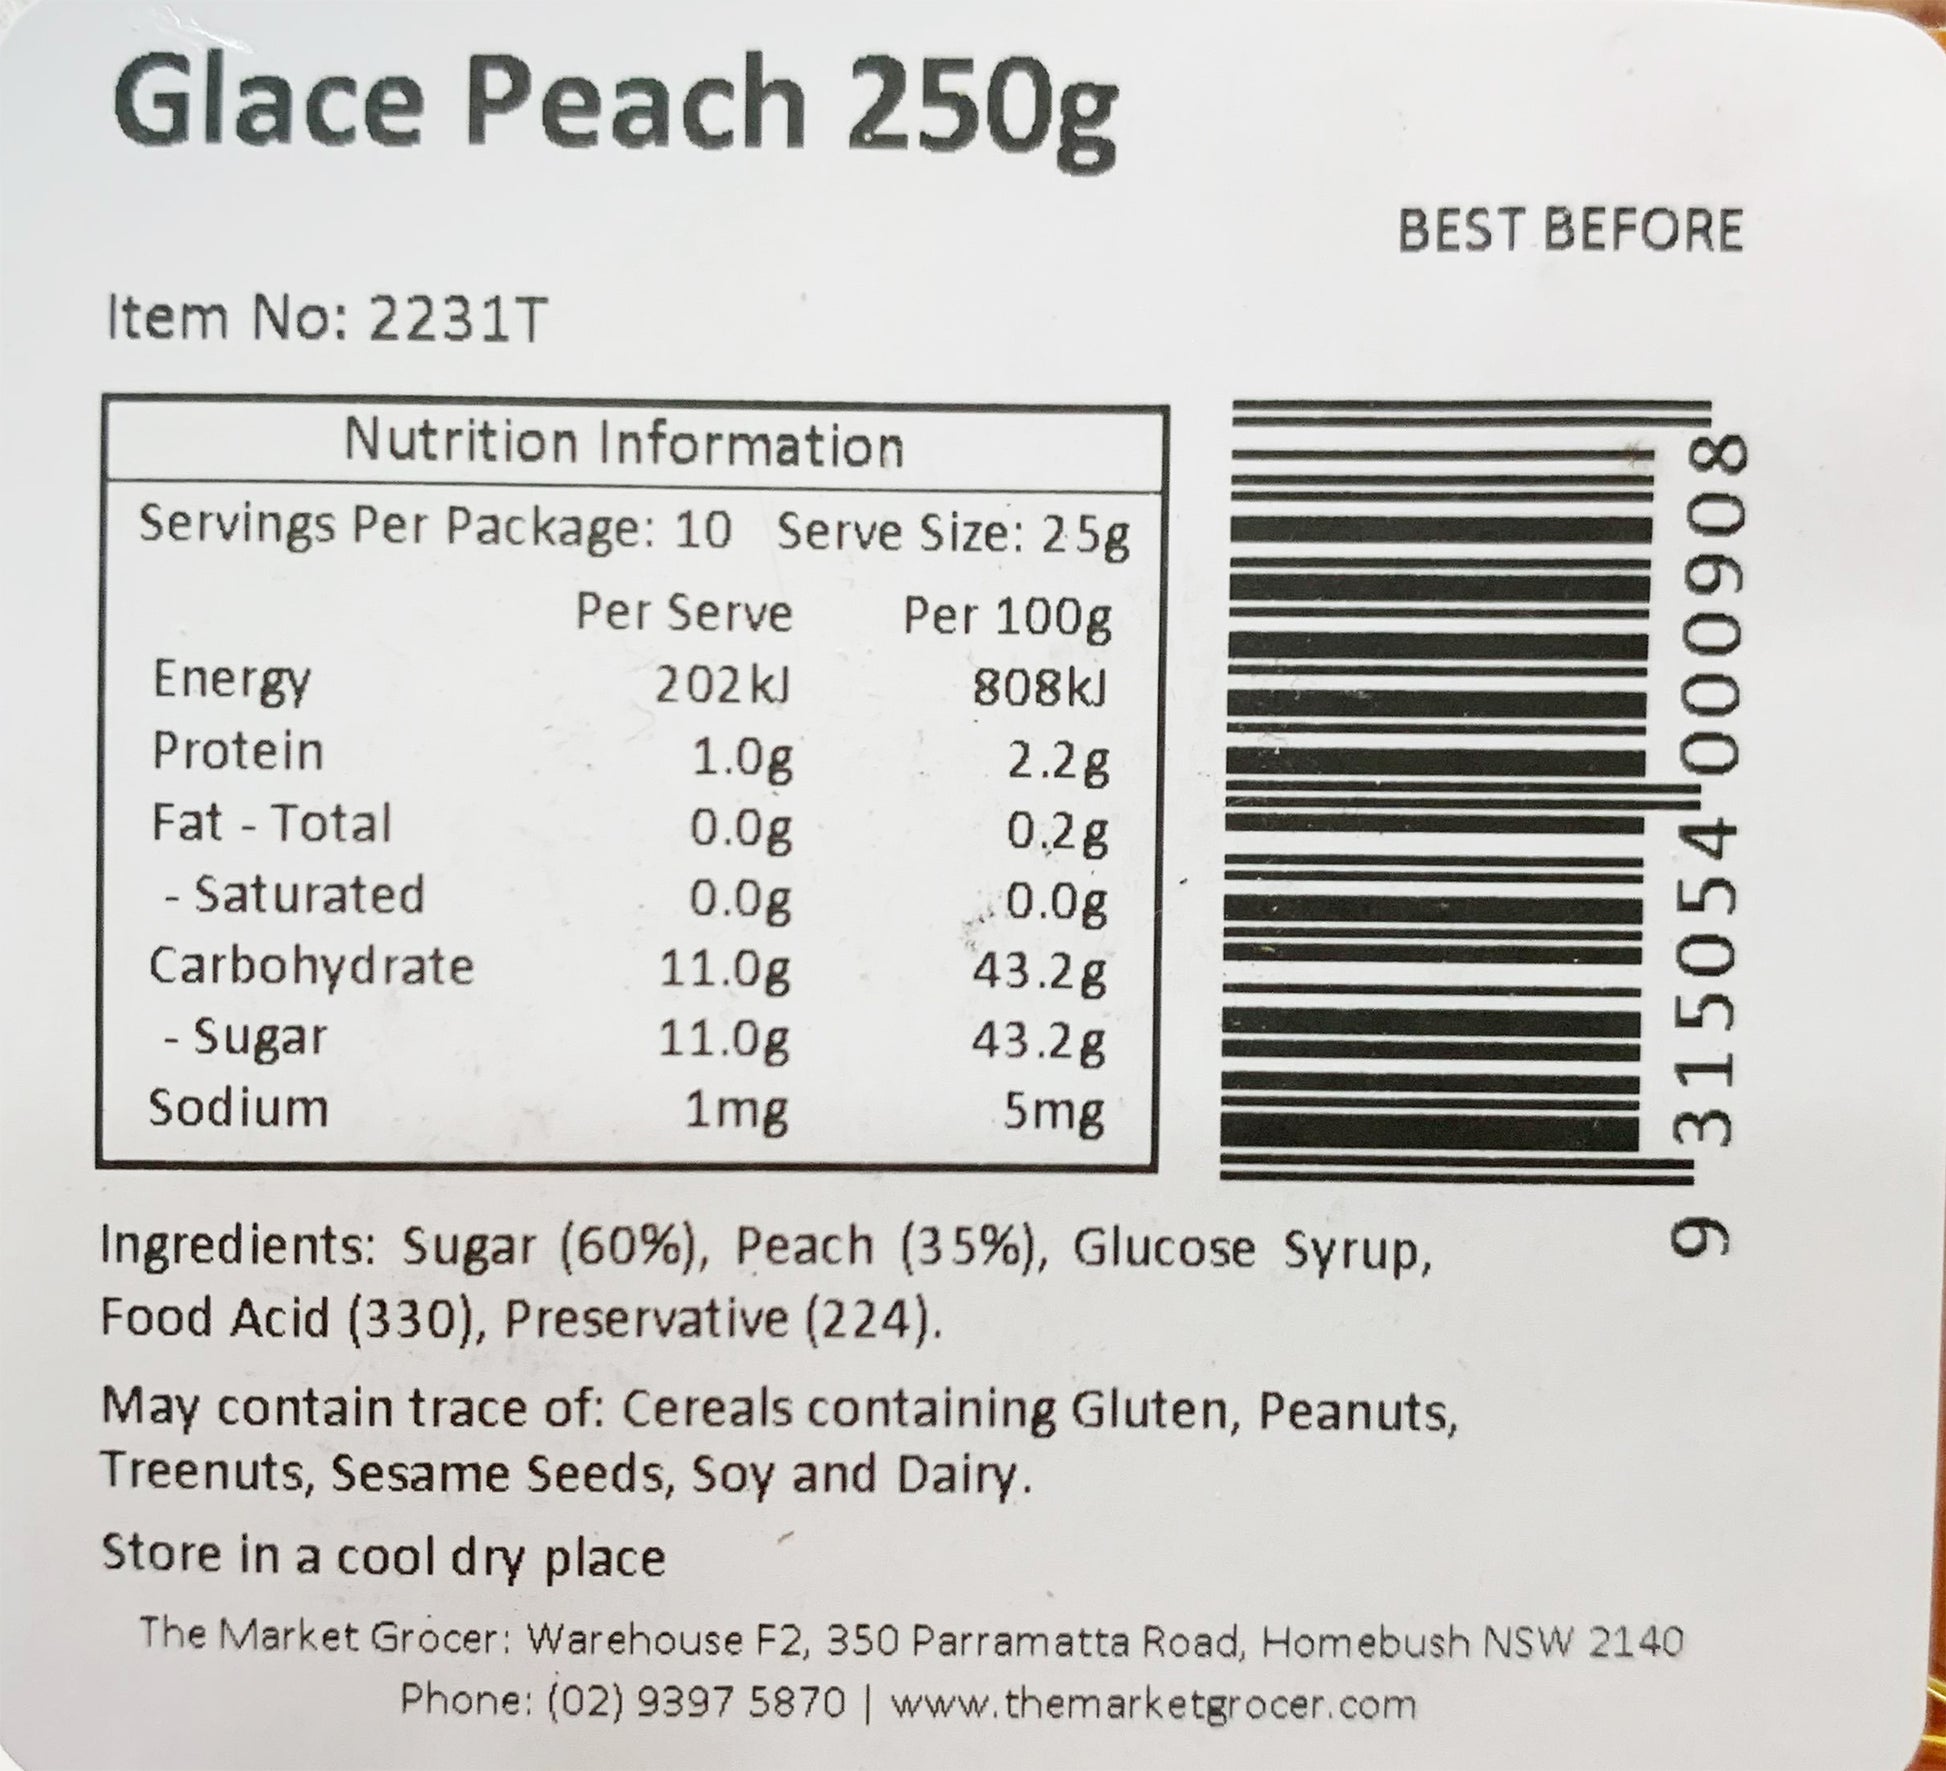 Glace Peach 250g
BEST BEFORE
Item No: 2231T
Nutrition Information
Servings Per Package: 10 Serve Size: 25g
Per Serve Per 100g
Energy 202kJ 808kJ
Protein 1.0g 2.2g
Fat - Total 0.0g 0.2g
- Saturated 0.0g 0.0g
Carbohydrate 11.0g 43.2g
- Sugar 11.0g 43.2g
Sodium 1mg 5mg
9 315054 000908
Ingredients: Sugar (60%), Peach (35%), Glucose Syrup,
Food Acid (330), Preservative (224).
May contain trace of: Cereals containing Gluten, Peanuts,
Treenuts, Sesame Seeds, Soy and Dairy.
Store in a cool dry place
The Market Grocer: Warehouse F2, 350 Parramatta Road, Homebush NSW 2140
Phone: (02) 9397 5870 | www.themarketgrocer.com